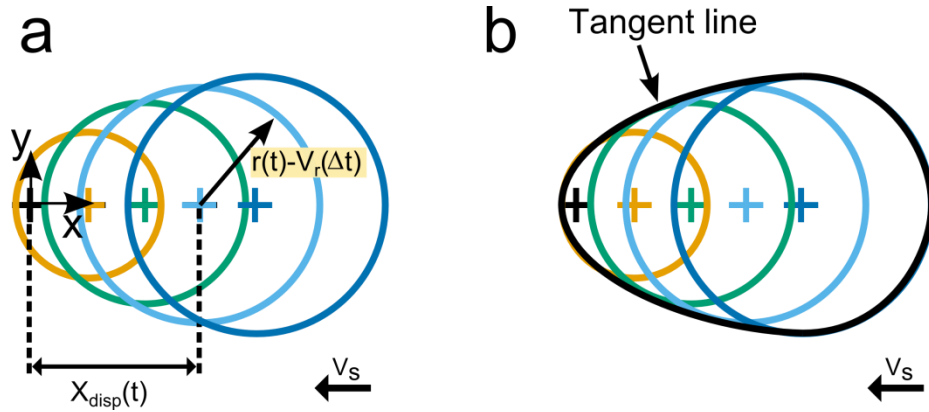 a
y
x
r(t)-Vr(Δt)
Xdisp(t)
Vs
b
Tangent line
Vs